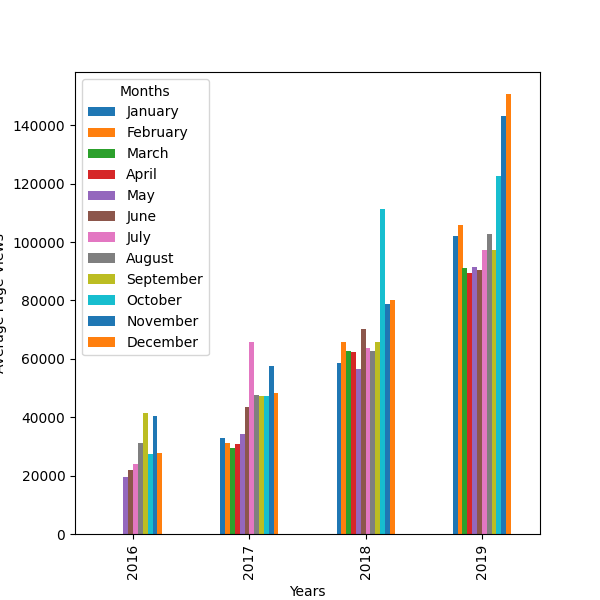 Average Page Views
140000
120000
100000
80000
60000
40000
20000
0
Months
January
February
March
April
May
June
July
August
September
October
November
December
2016
2017
2018
2019
Years